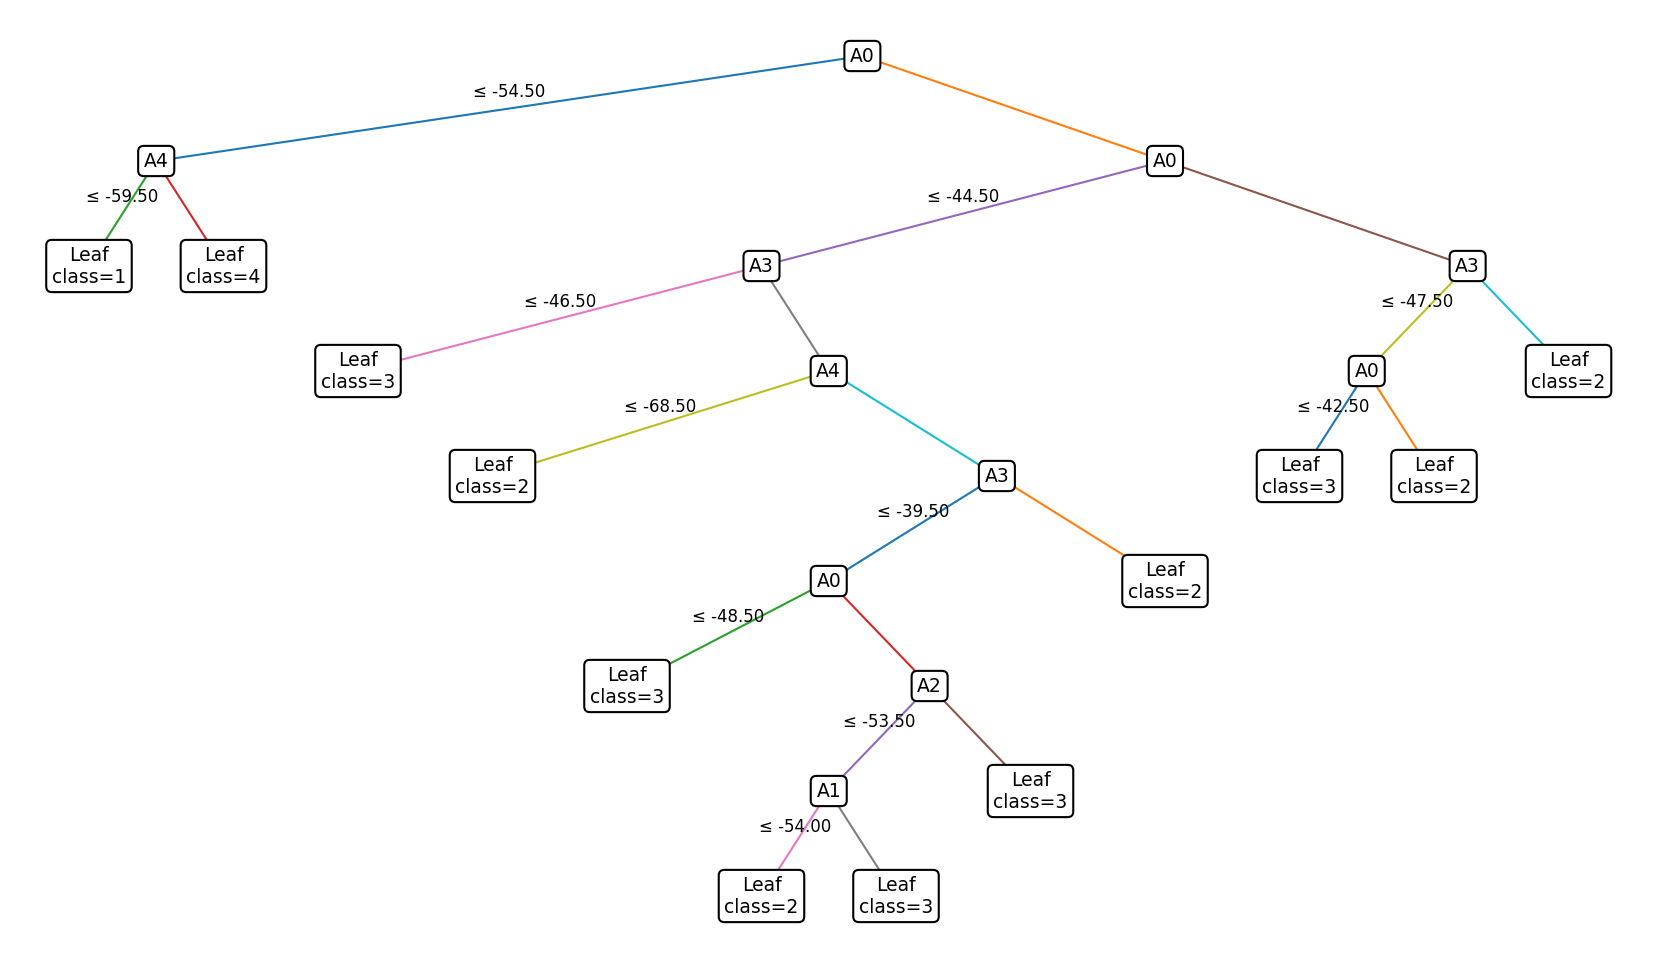 A0
≤ -54.50
A4
A0
≤ -59.50
≤ -44.50
Leaf
class=1
Leaf
class=4
A3
A3
≤ -46.50
≤ -47.50
Leaf
class=3
A4
A0
Leaf
class=2
≤ -68.50
≤ -42.50
Leaf
class=2
A3
Leaf
class=3
Leaf
class=2
≤ -39.50
A0
Leaf
class=2
≤ -48.50
Leaf
class=3
A2
≤ -53.50
A1
Leaf
class=3
≤ -54.00
Leaf
class=2
Leaf
class=3